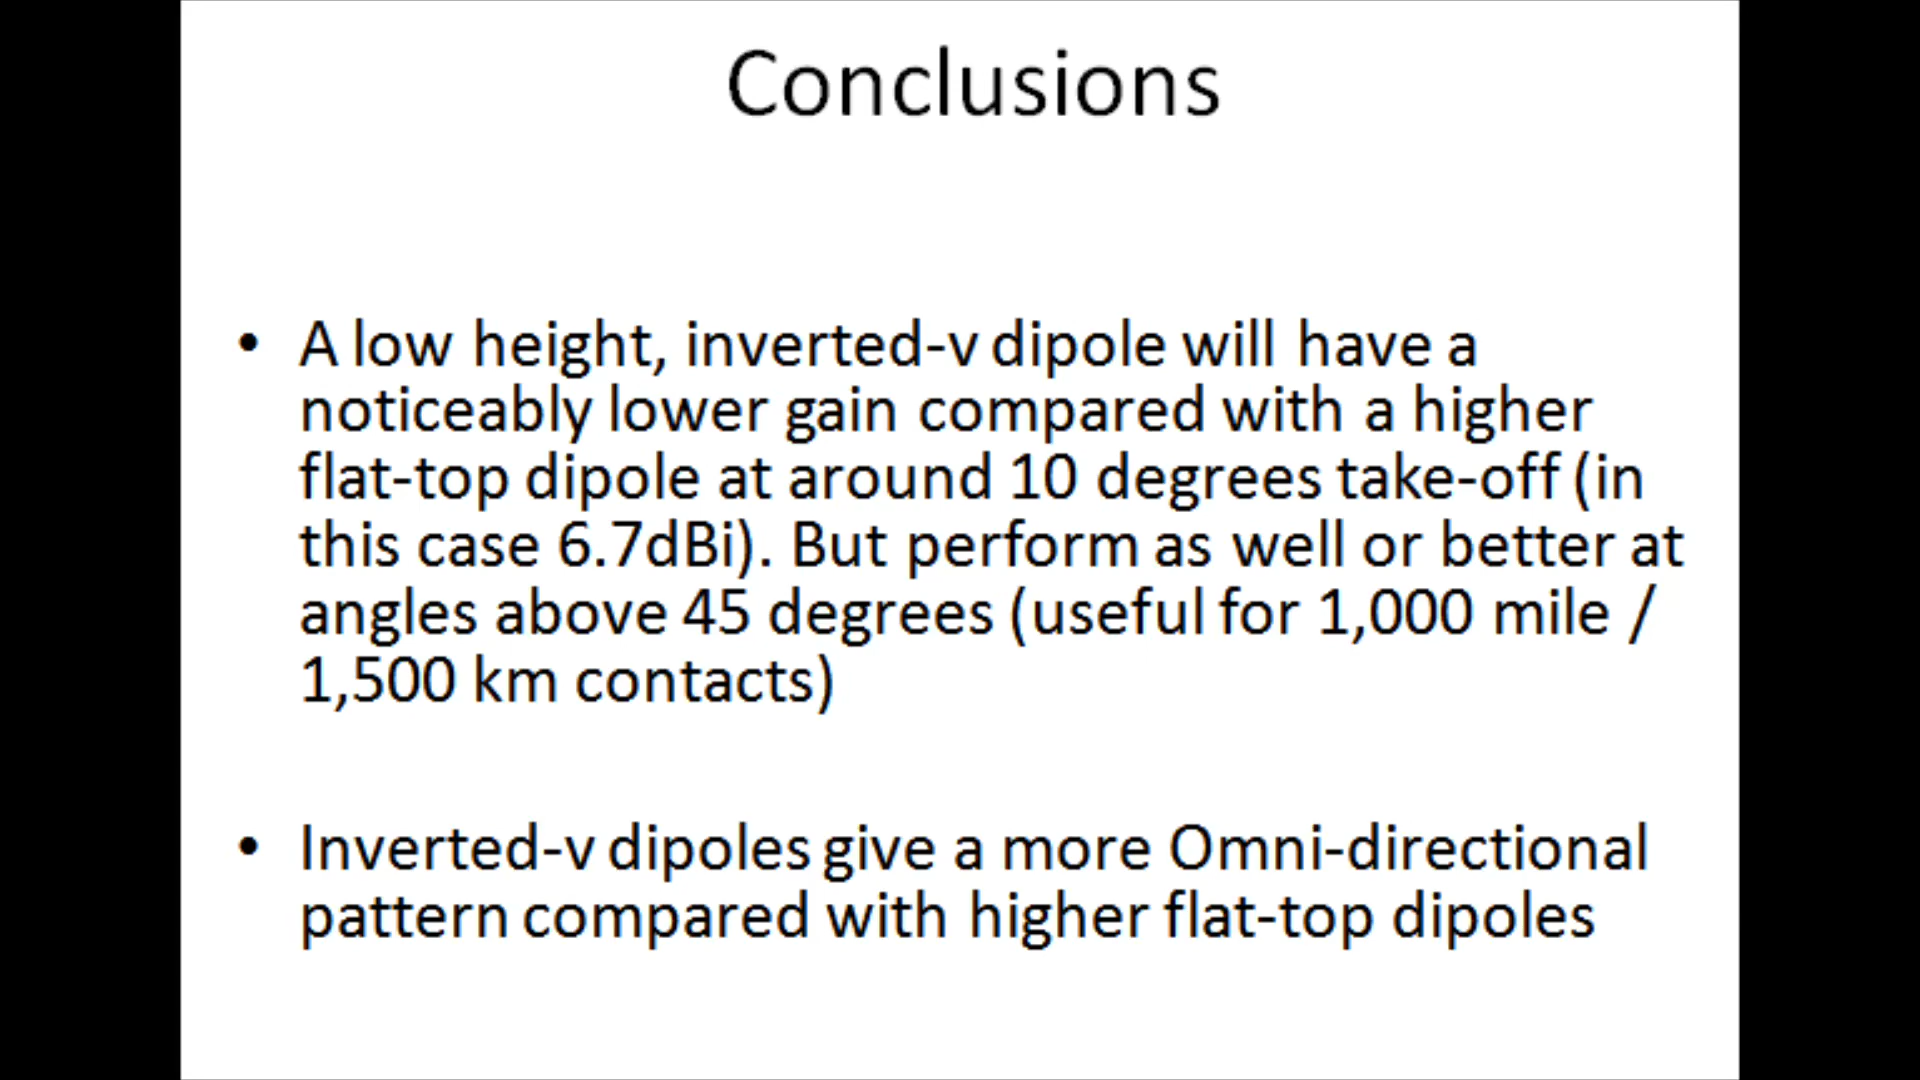 Conclusions
• A low height, inverted-v dipole will have a
noticeably lower gain compared with a higher
flat-top dipole at around 10 degrees take-off (in
this case 6.7dBi). But perform as well or better at
angles above 45 degrees (useful for 1,000 mile /
1,500 km contacts)
• Inverted-v dipoles give a more Omni-directional
pattern compared with higher flat-top dipoles